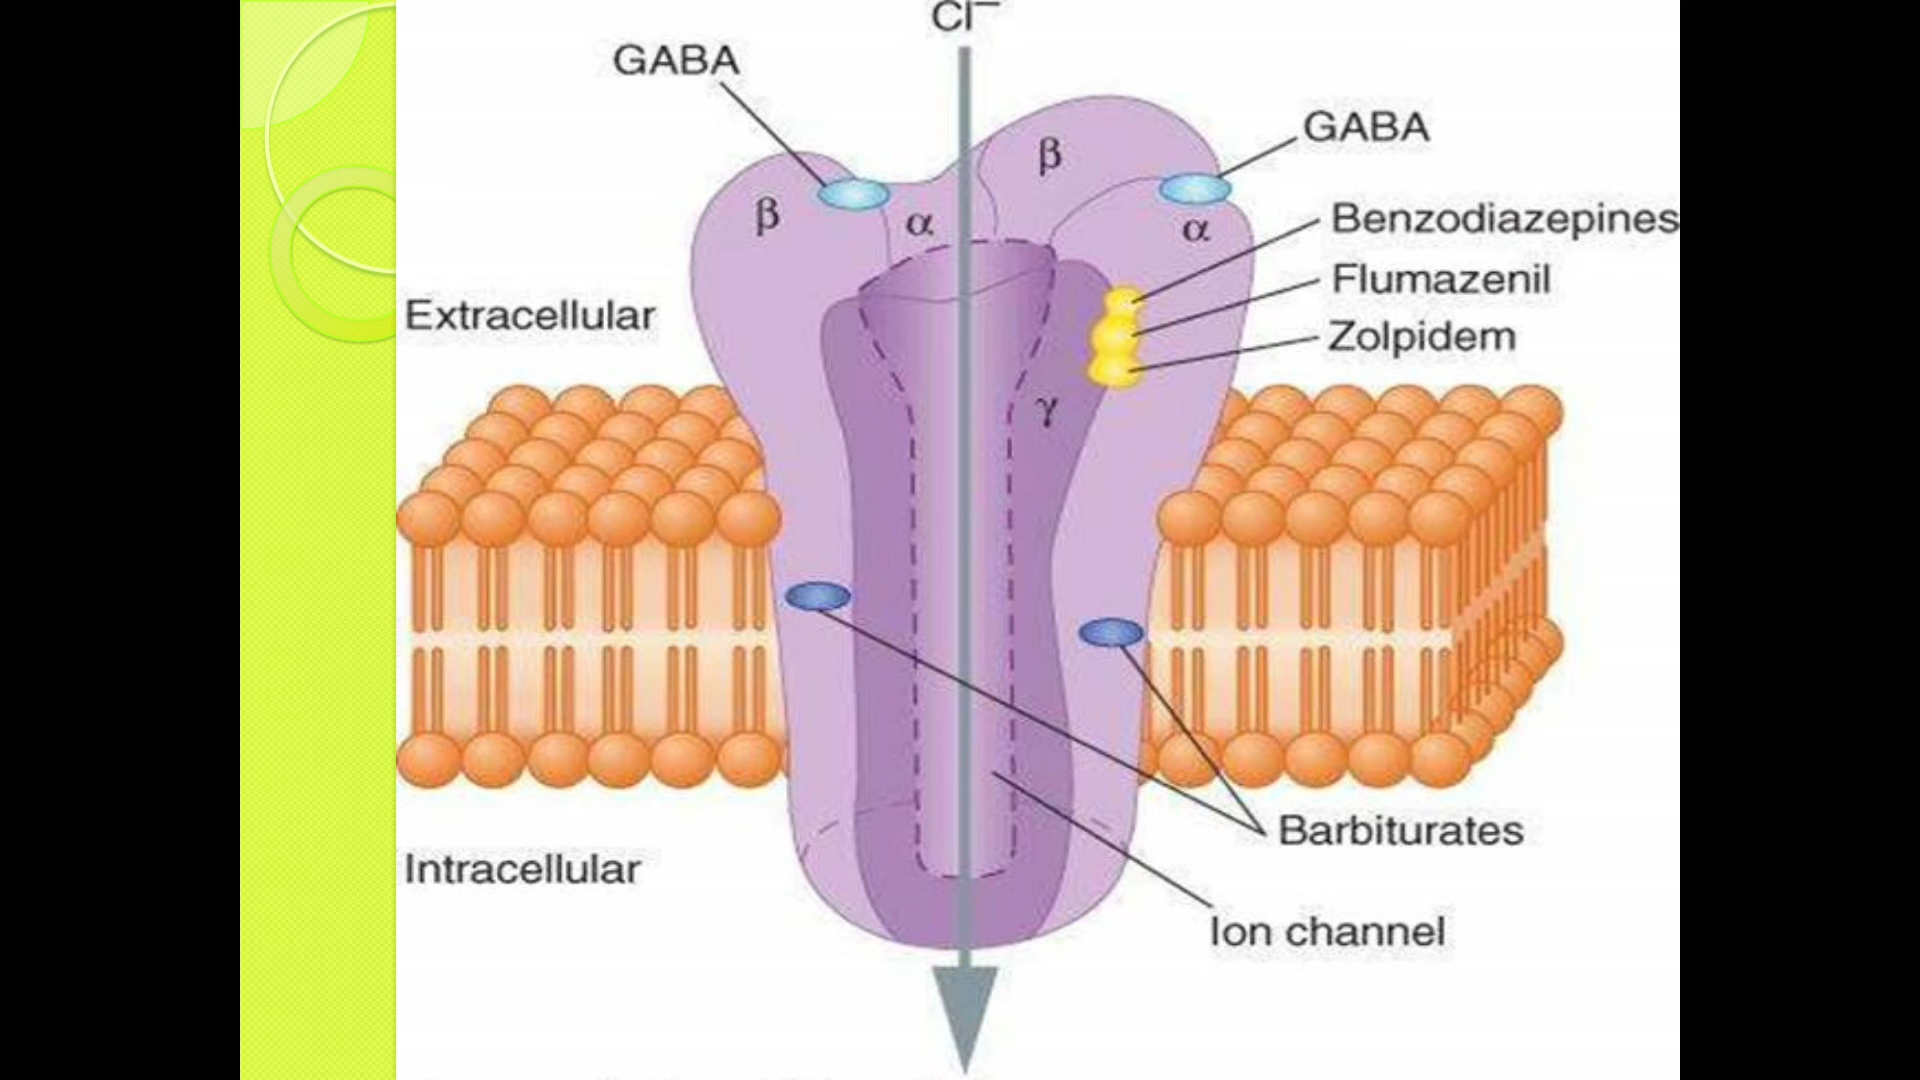 Cl⁻
GABA
GABA
β
β
α
α
Benzodiazepines
Flumazenil
Zolpidem
Extracellular
γ
Barbiturates
Intracellular
Ion channel